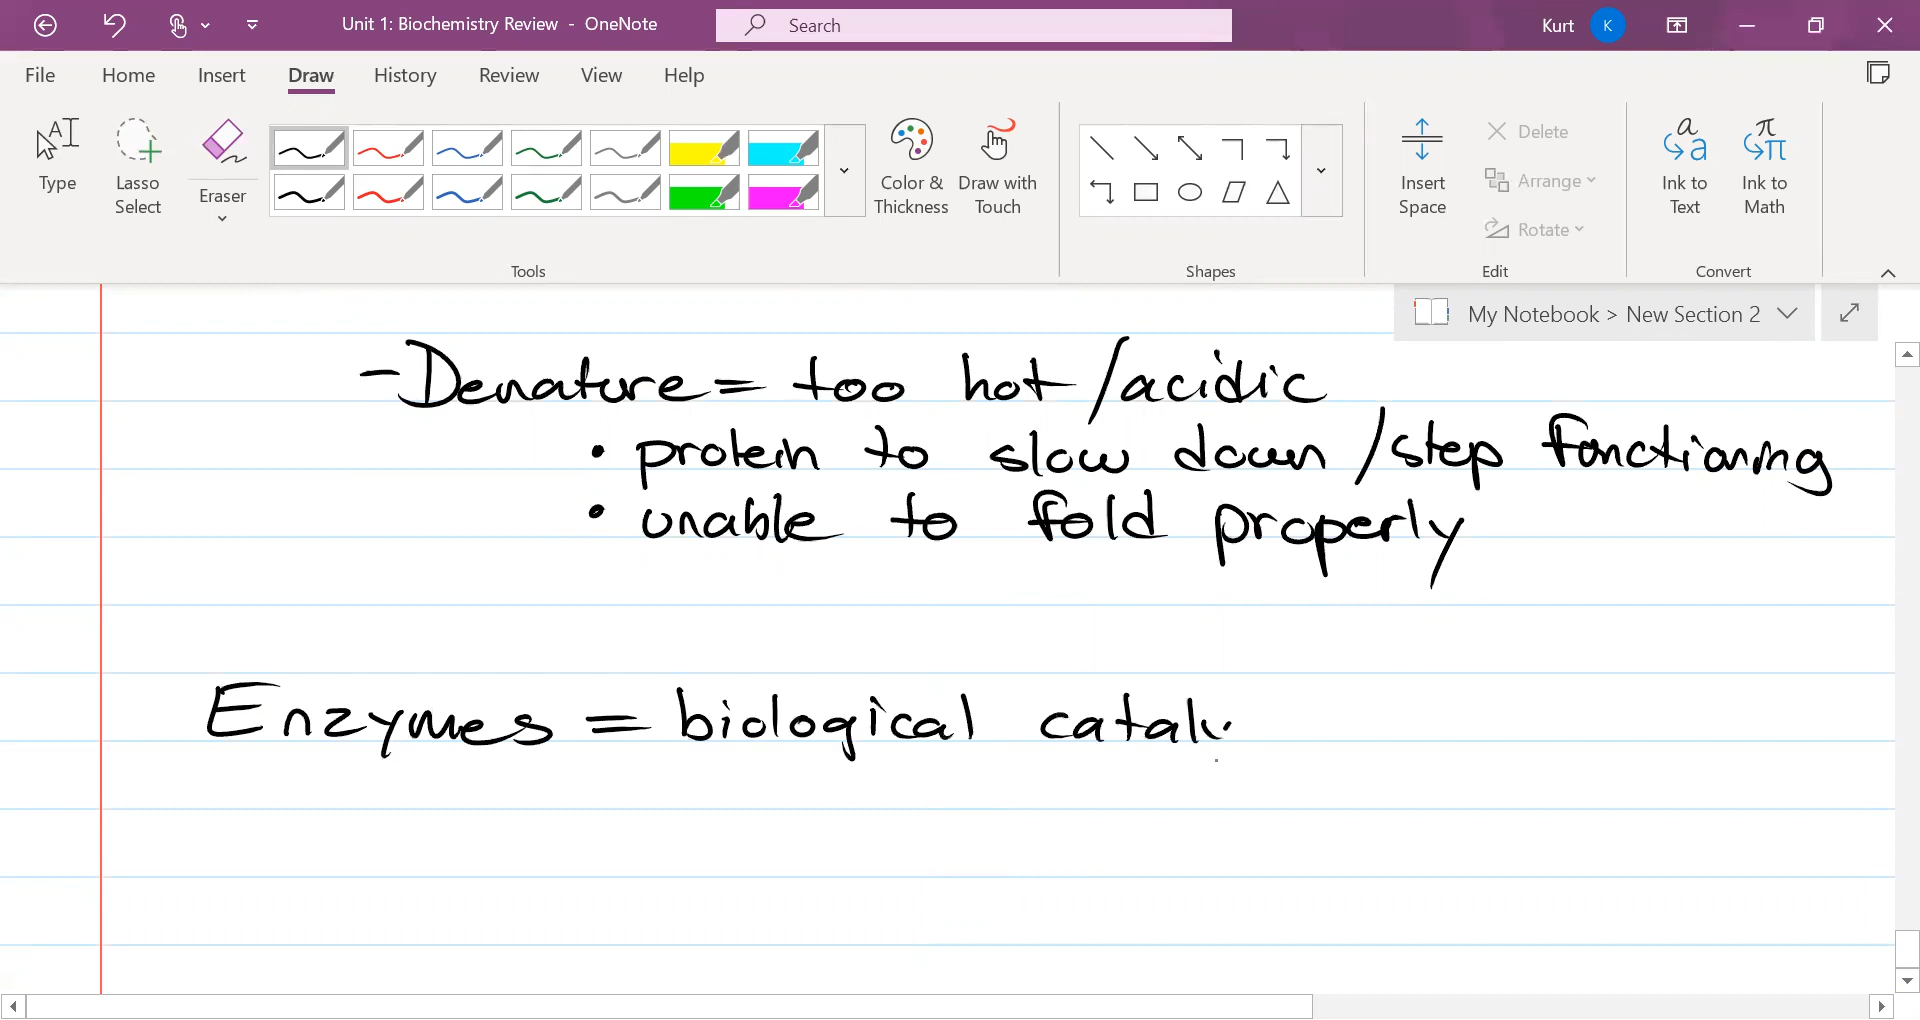 Unit 1: Biochemistry Review - OneNote
Search
Kurt K
File Home Insert Draw History Review View Help
Type
Lasso Select
Eraser
Color & Thickness
Draw with Touch
Insert Space
Delete
Arrange
Rotate
Ink to Text
Ink to Math
Tools Shapes Edit Convert
My Notebook > New Section 2
- Denature = too hot/acidic
• protein to slow down/stop functioning
• unable to fold properly
Enzymes = biological cataly